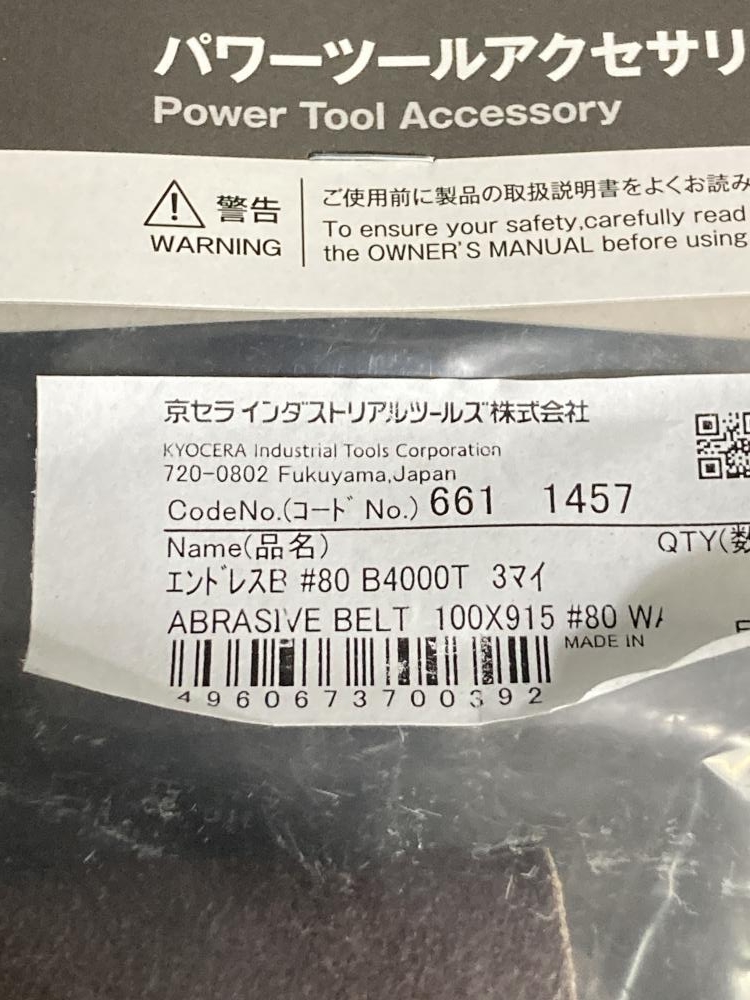 パワーツールアクセサリ
Power Tool Accessory
警告
WARNING
ご使用前に製品の取扱説明書をよくお読み
To ensure your safety,carefully read
the OWNER'S MANUAL before using
京セラ インダストリアルツールズ株式会社
KYOCERA Industrial Tools Corporation
720-0802 Fukuyama,Japan
CodeNo.(コードNo.) 661 1457
Name(品名) QTY(数
エンドレスB #80 B4000T 3マイ
ABRASIVE BELT 100X915 #80 WA
MADE IN
4960673700392